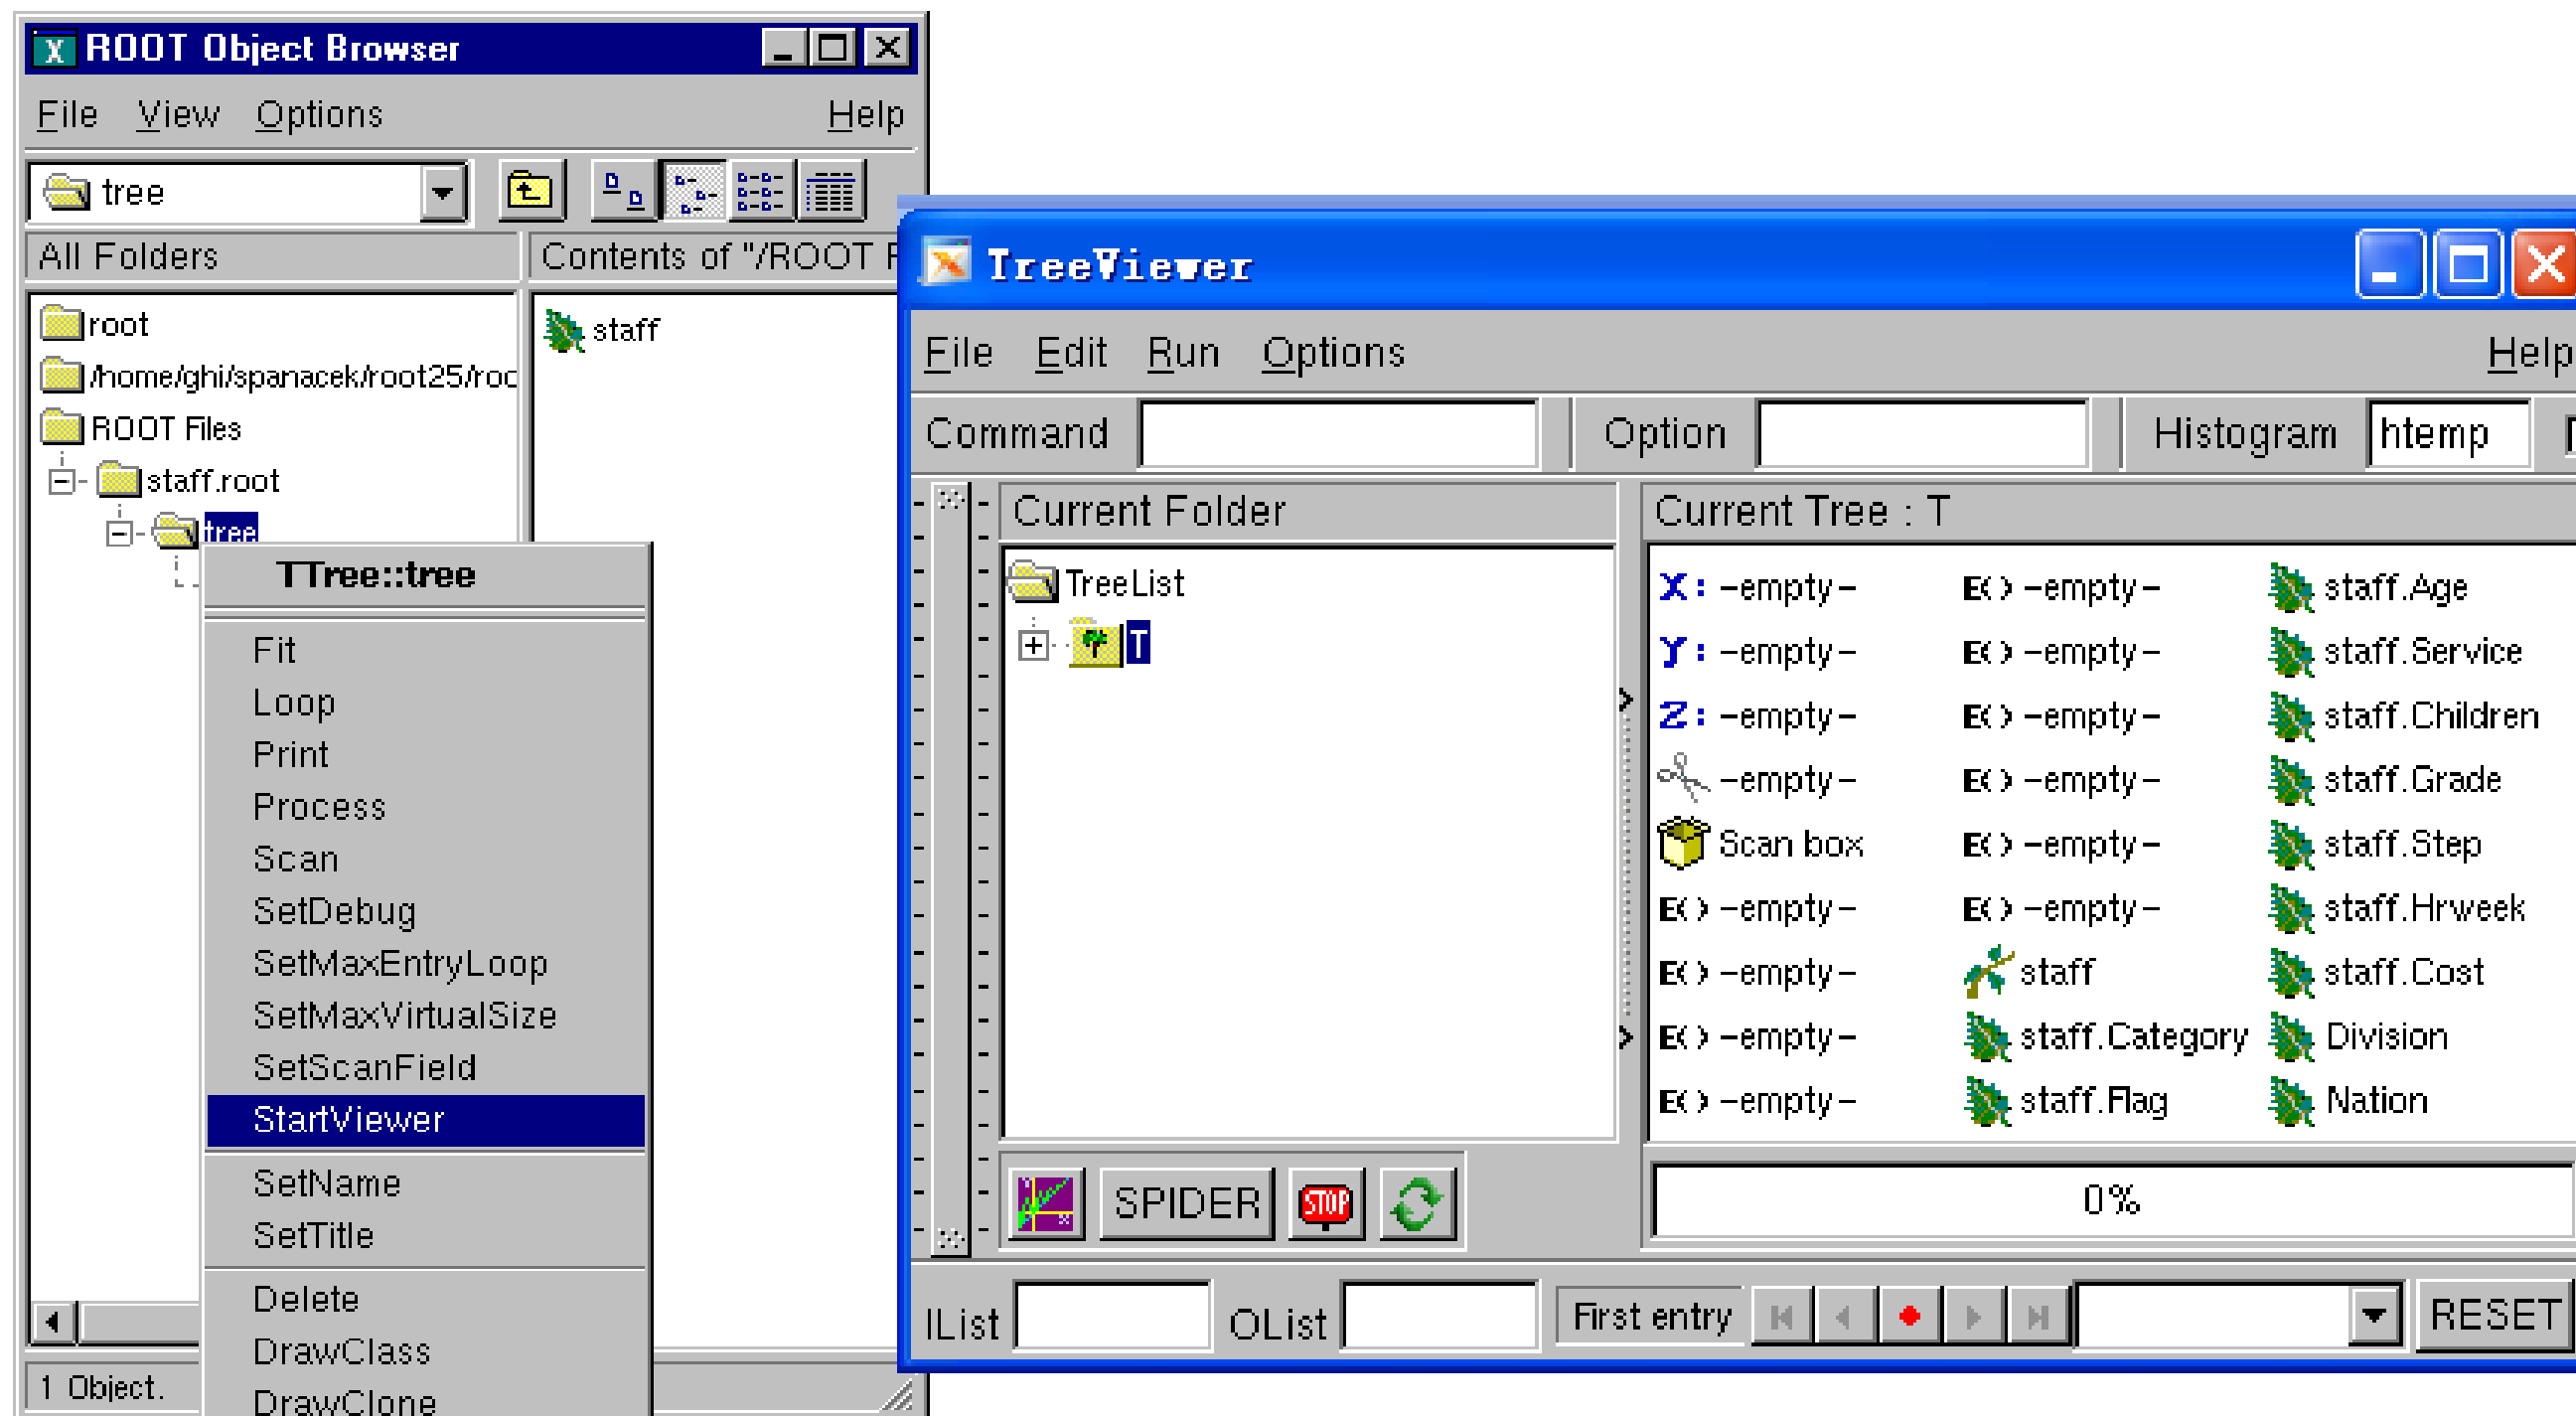 ROOT Object Browser
File View Options Help
tree
All Folders
Contents of "/ROOT F
root
/home/ghi/spanacek/root25/roo
ROOT Files
staff.root
tree
staff
TTree::tree
Fit
Loop
Print
Process
Scan
SetDebug
SetMaxEntryLoop
SetMaxVirtualSize
SetScanField
StartViewer
SetName
SetTitle
Delete
DrawClass
DrawClone
1 Object.
TreeViewer
File Edit Run Options Help
Command Option Histogram htemp
Current Folder
TreeList
T
Current Tree : T
X: -empty- E() -empty- staff.Age
Y: -empty- E() -empty- staff.Service
Z: -empty- E() -empty- staff.Children
-empty- E() -empty- staff.Grade
Scan box E() -empty- staff.Step
E() -empty- E() -empty- staff.Hrweek
E() -empty- staff staff.Cost
E() -empty- staff.Category Division
E() -empty- staff.Flag Nation
SPIDER STOP
0%
IList OList First entry RESET